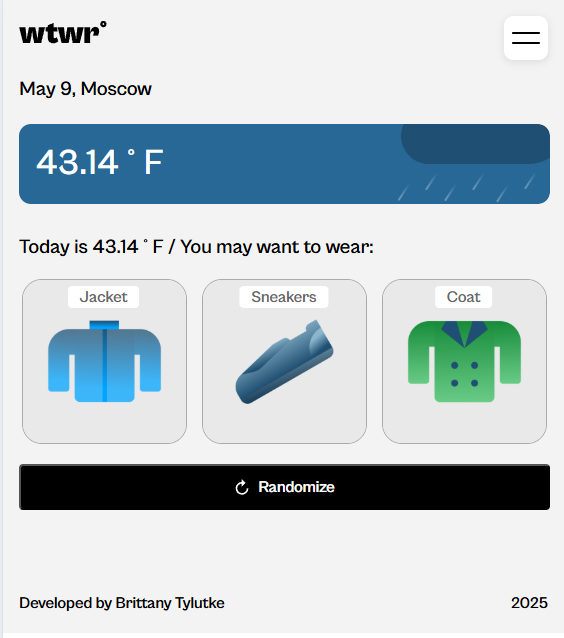 wtwr°
May 9, Moscow
43.14 ° F
Today is 43.14 ° F / You may want to wear:
Jacket
Sneakers
Coat
Randomize
Developed by Brittany Tylutke
2025